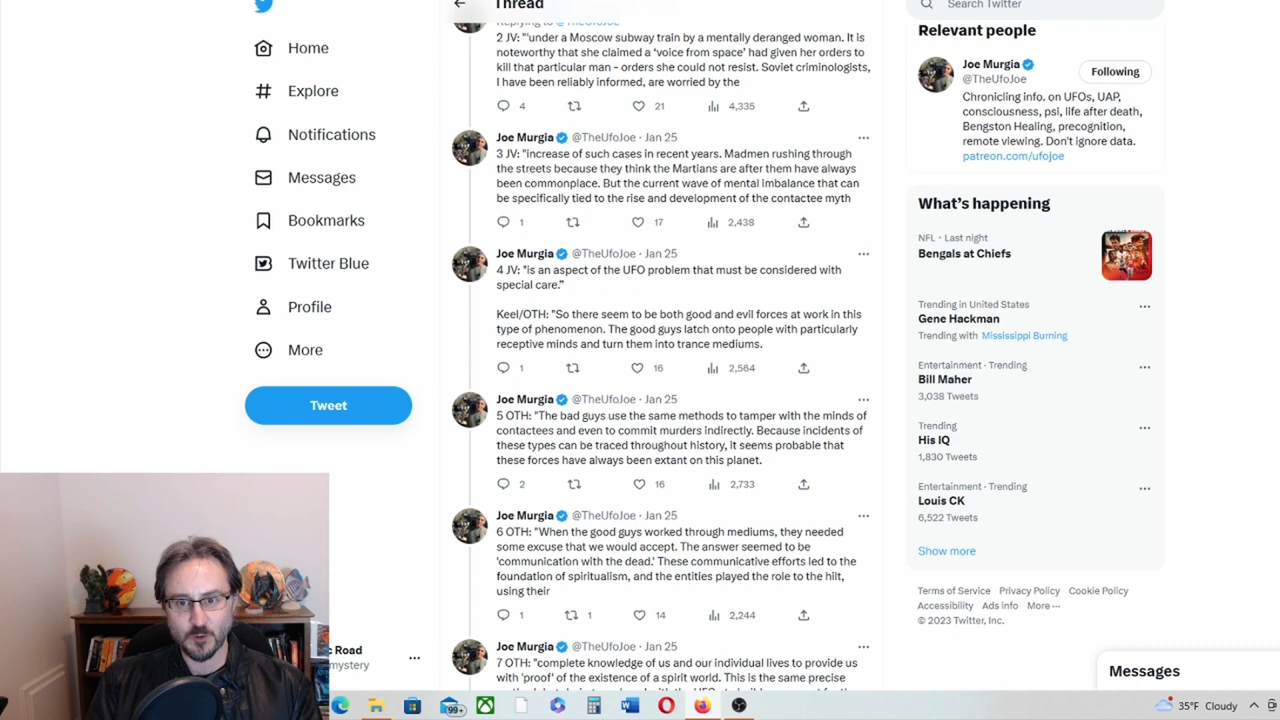 Home
Explore
Notifications
Messages
Bookmarks
Twitter Blue
Profile
More
Tweet
c Road
mystery
Thread
Replying to @TheUfoJoe
2 JV: "'under a Moscow subway train by a mentally deranged woman. It is
noteworthy that she claimed a 'voice from space' had given her orders to
kill that particular man – orders she could not resist. Soviet criminologists,
I have been reliably informed, are worried by the
4
21
4,335
Joe Murgia @TheUfoJoe · Jan 25
3 JV: "increase of such cases in recent years. Madmen rushing through
the streets because they think the Martians are after them have always
been commonplace. But the current wave of mental imbalance that can
be specifically tied to the rise and development of the contactee myth
1
17
2,438
Joe Murgia @TheUfoJoe · Jan 25
4 JV: "is an aspect of the UFO problem that must be considered with
special care."
Keel/OTH: "So there seem to be both good and evil forces at work in this
type of phenomenon. The good guys latch onto people with particularly
receptive minds and turn them into trance mediums.
1
16
2,564
Joe Murgia @TheUfoJoe · Jan 25
5 OTH: "The bad guys use the same methods to tamper with the minds of
contactees and even to commit murders indirectly. Because incidents of
these types can be traced throughout history, it seems probable that
these forces have always been extant on this planet.
2
16
2,733
Joe Murgia @TheUfoJoe · Jan 25
6 OTH: "When the good guys worked through mediums, they needed
some excuse that we would accept. The answer seemed to be
'communication with the dead.' These communicative efforts led to the
foundation of spiritualism, and the entities played the role to the hilt,
using their
1
1
14
2,244
Joe Murgia @TheUfoJoe · Jan 25
7 OTH: "complete knowledge of us and our individual lives to provide us
with 'proof' of the existence of a spirit world. This is the same precise
Search Twitter
Relevant people
Joe Murgia
@TheUfoJoe
Following
Chronicling info. on UFOs, UAP,
consciousness, psi, life after death,
Bengston Healing, precognition,
remote viewing. Don't ignore data.
patreon.com/ufojoe
What's happening
NFL · Last night
Bengals at Chiefs
Trending in United States
Gene Hackman
Trending with Mississippi Burning
Entertainment · Trending
Bill Maher
3,038 Tweets
Trending
His IQ
1,830 Tweets
Entertainment · Trending
Louis CK
6,522 Tweets
Show more
Terms of Service Privacy Policy Cookie Policy
Accessibility Ads info More ···
© 2023 Twitter, Inc.
Messages
99+
35°F Cloudy